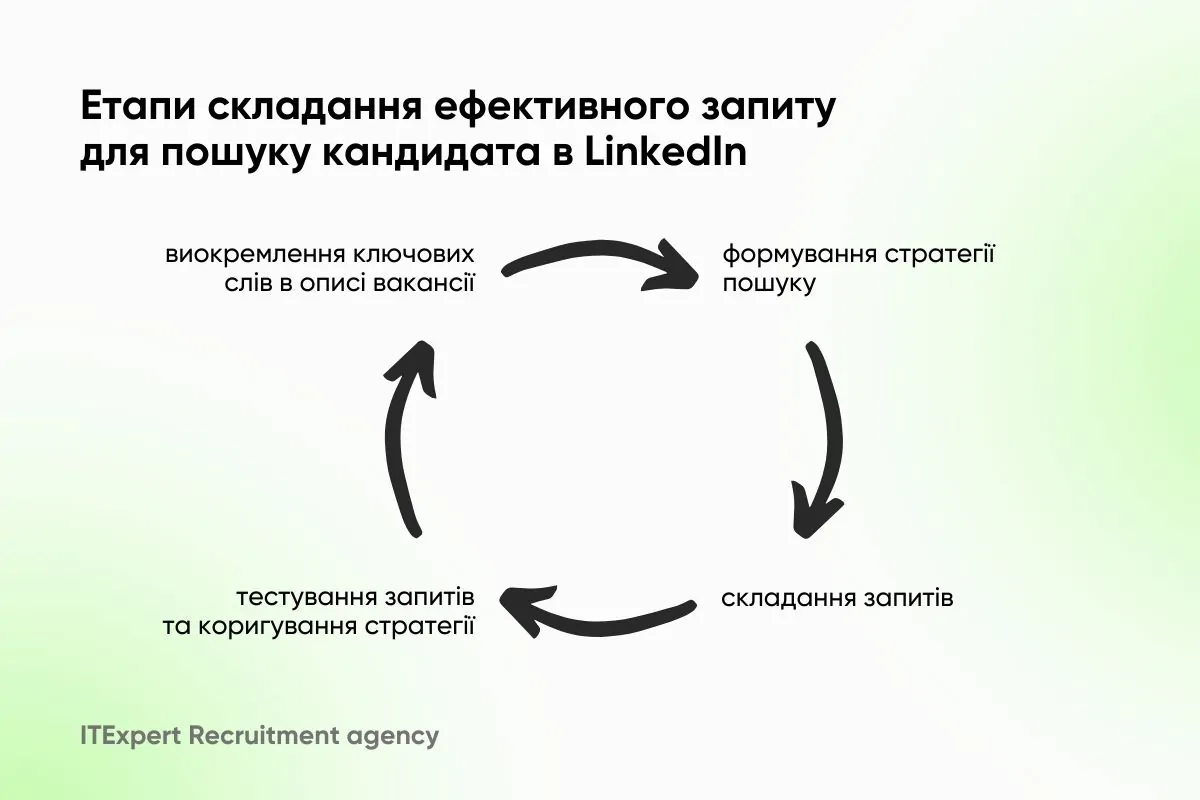 Етапи складання ефективного запиту
для пошуку кандидата в LinkedIn
виокремлення ключових
слів в описі вакансії
формування стратегії
пошуку
тестування запитів
та коригування стратегії
складання запитів
ITExpert Recruitment agency